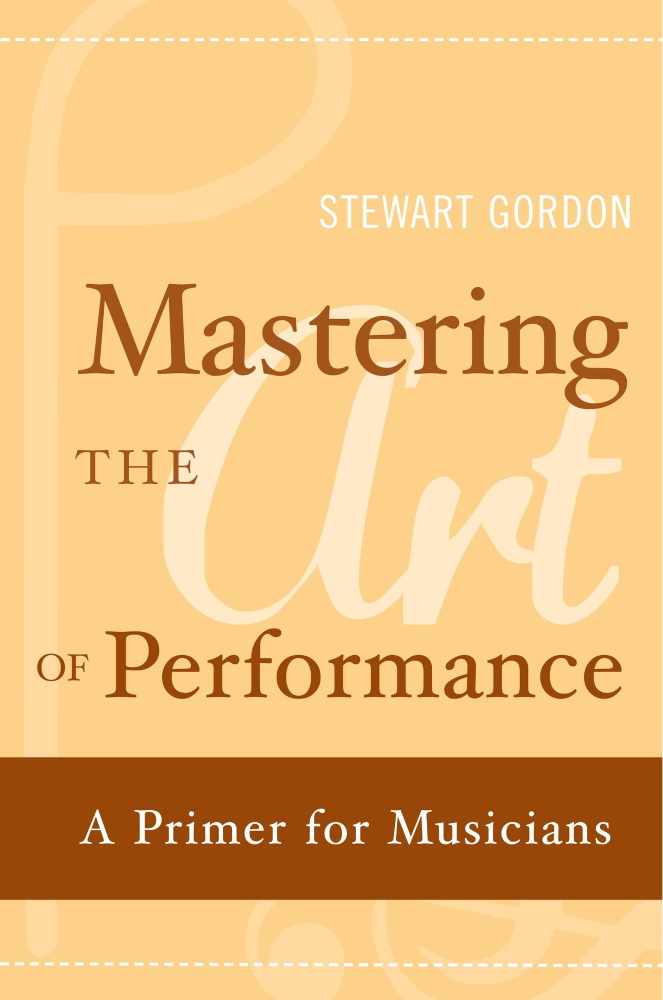 STEWART GORDON
Mastering
THE Art
OF Performance
A Primer for Musicians